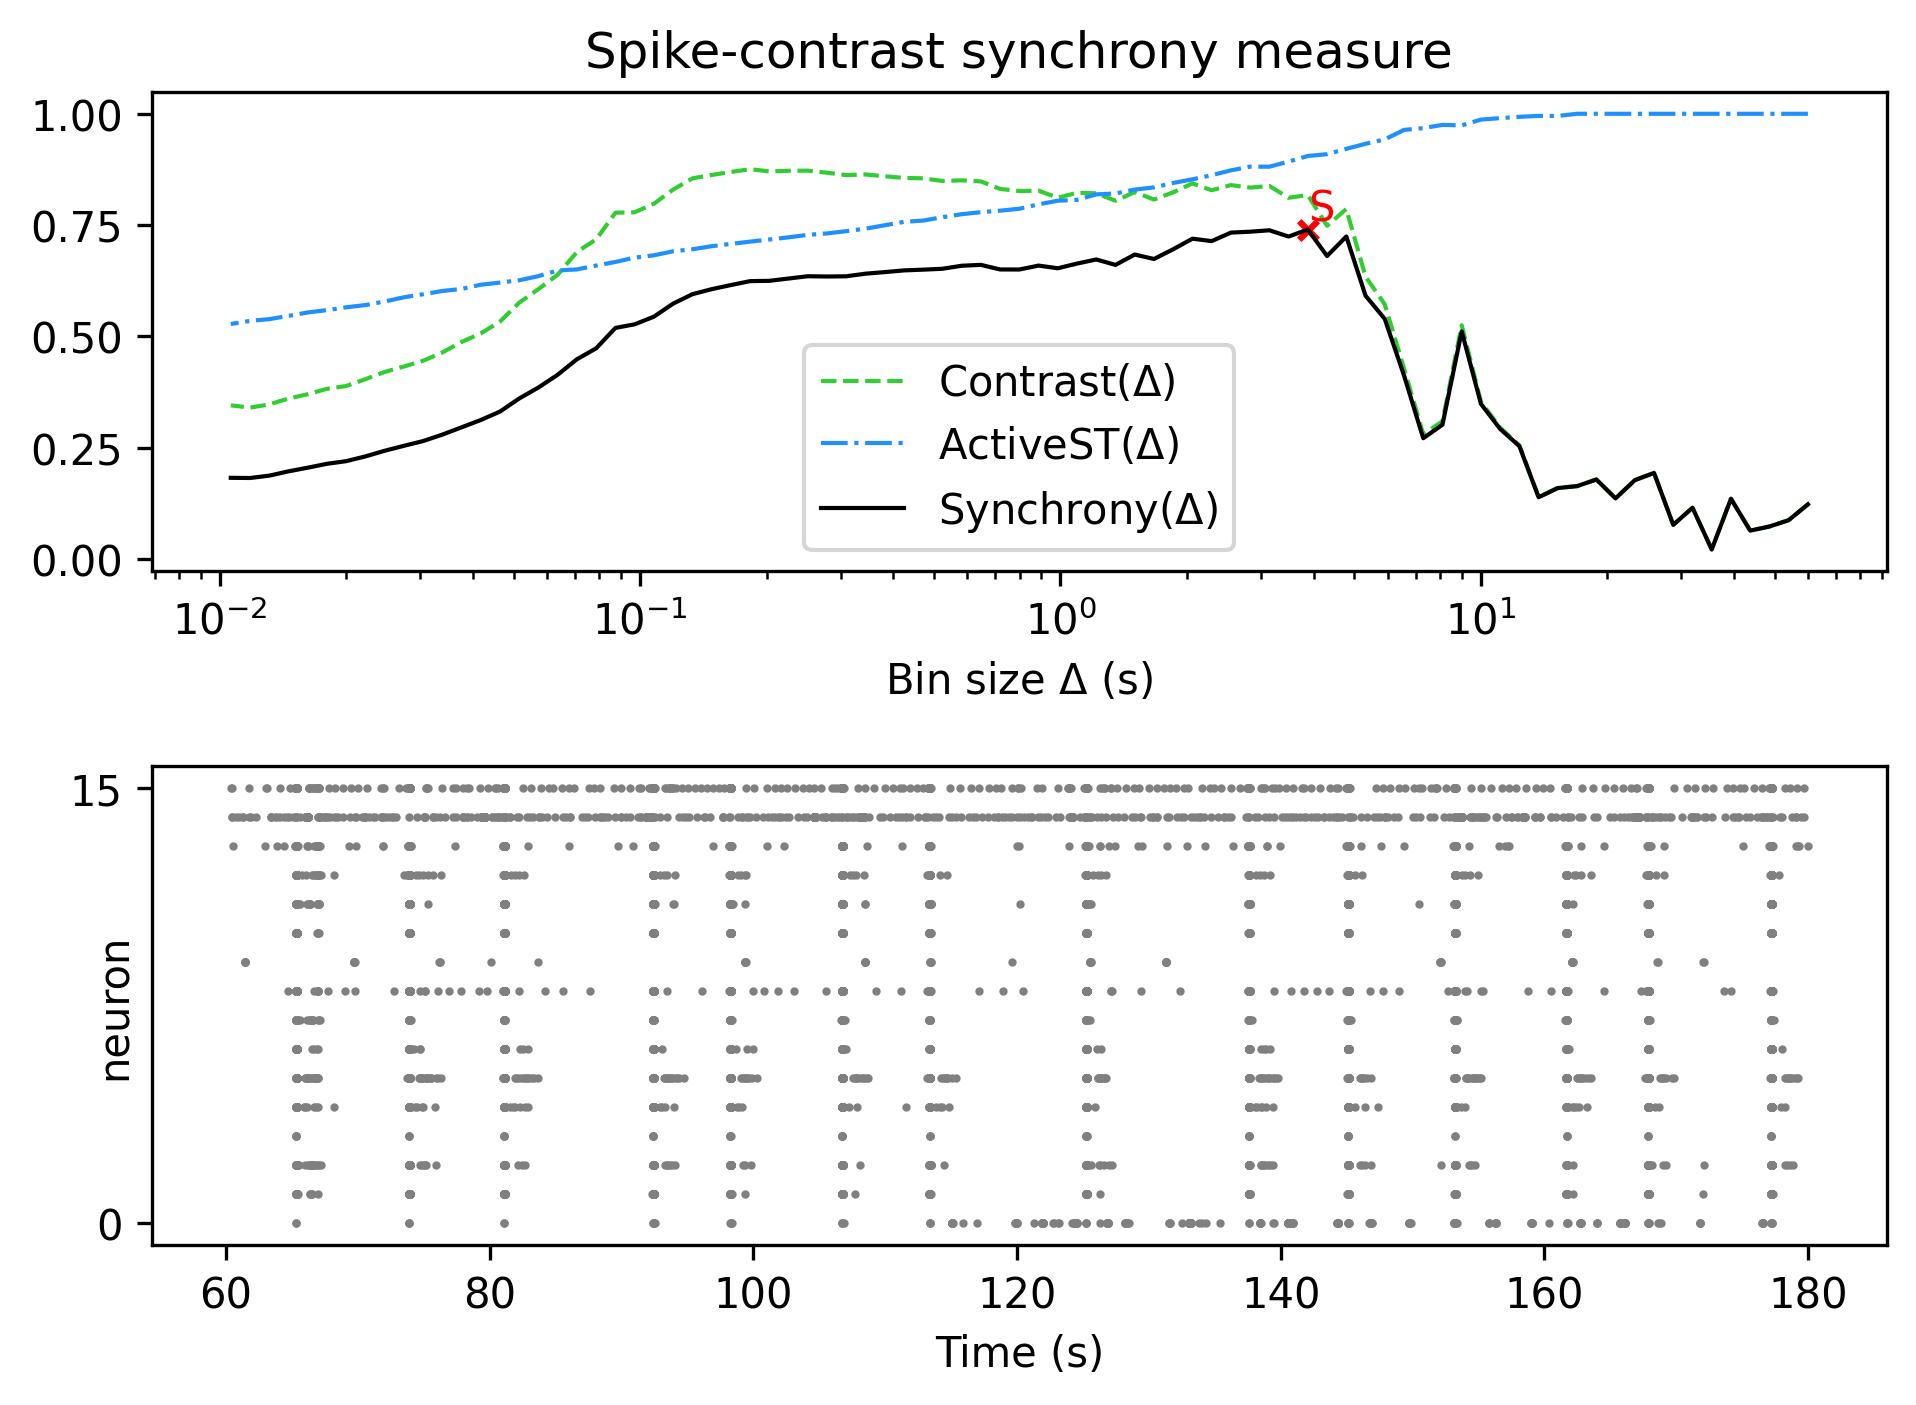 Spike-contrast synchrony measure
1.00
0.75
0.50
0.25
0.00
S
Contrast(Δ)
ActiveST(Δ)
Synchrony(Δ)
10⁻² 10⁻¹ 10⁰ 10¹
Bin size Δ (s)
15
neuron
0
60 80 100 120 140 160 180
Time (s)